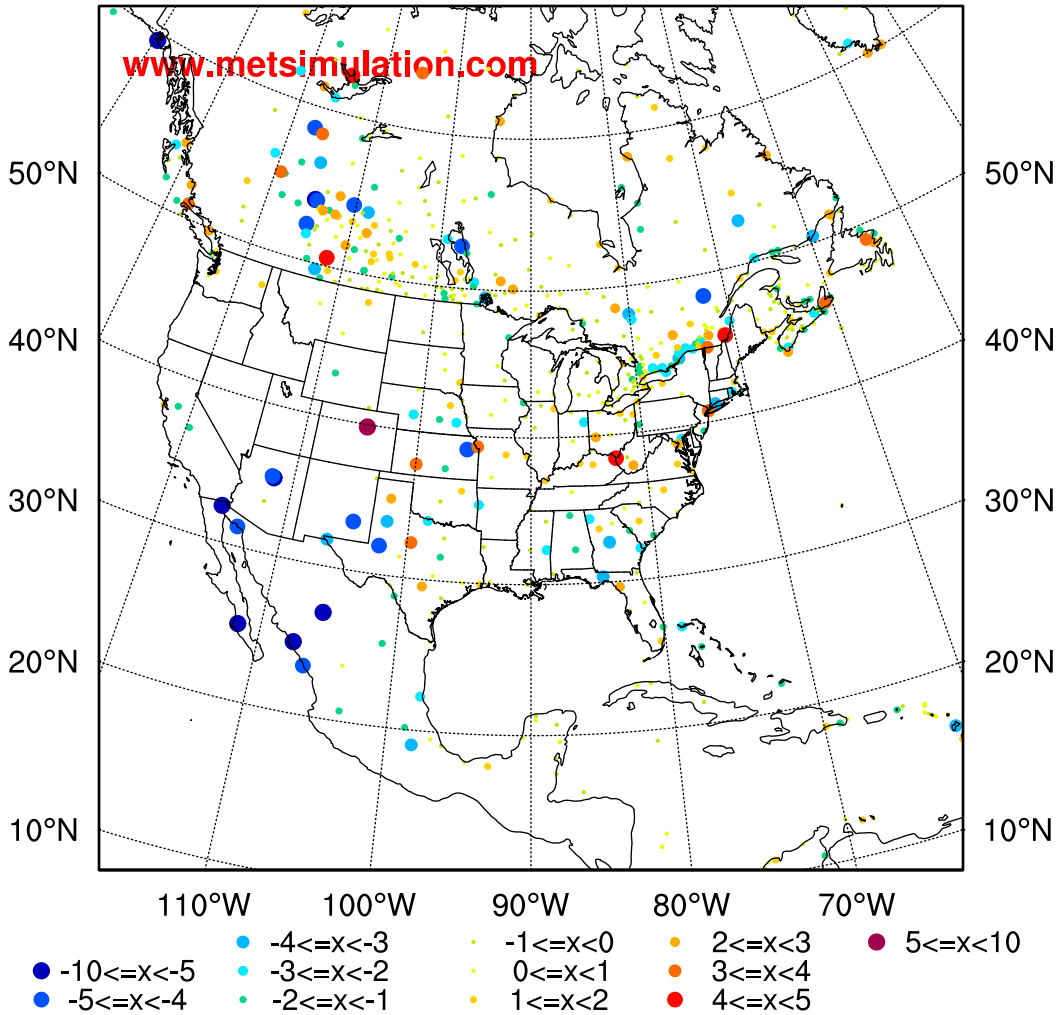 www.metsimulation.com
50°N 50°N
40°N 40°N
30°N 30°N
20°N 20°N
10°N 10°N
110°W 100°W 90°W 80°W 70°W
-4<=x<-3 -1<=x<0 2<=x<3 5<=x<10
-10<=x<-5 -3<=x<-2 0<=x<1 3<=x<4
-5<=x<-4 -2<=x<-1 1<=x<2 4<=x<5